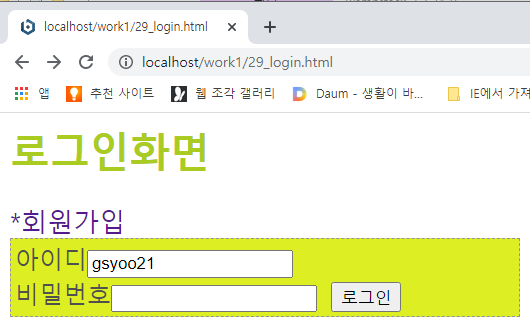 localhost/work1/29_login.html
localhost/work1/29_login.html
앱 추천 사이트 웹 조각 갤러리 Daum - 생활이 바... IE에서 가져
로그인화면
*회원가입
아이디 gsyoo21
비밀번호 로그인